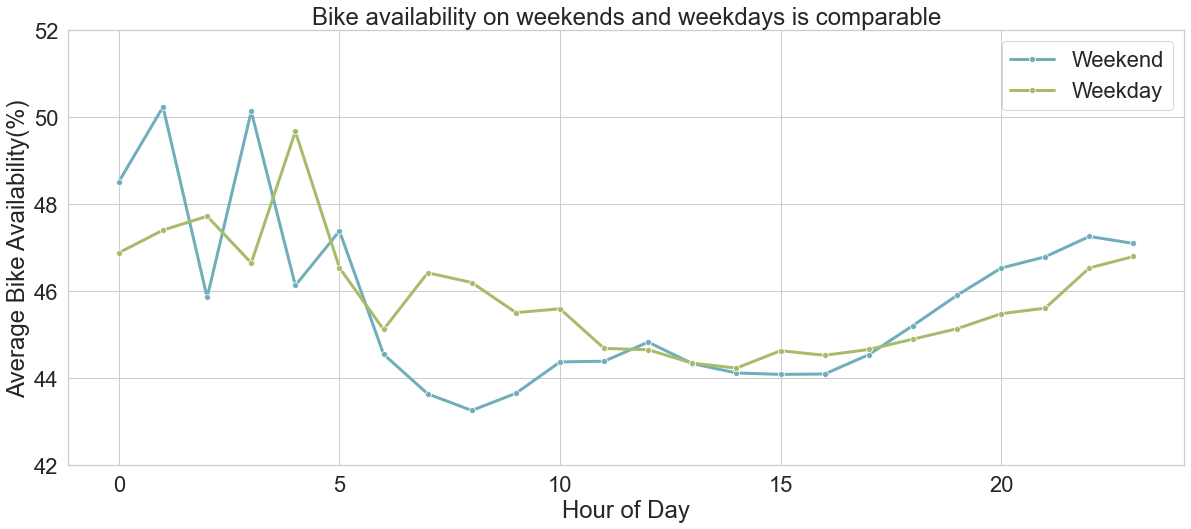 Bike availability on weekends and weekdays is comparable
52
50
48
46
44
42
Average Bike Availability(%)
Weekend
Weekday
0 5 10 15 20
Hour of Day